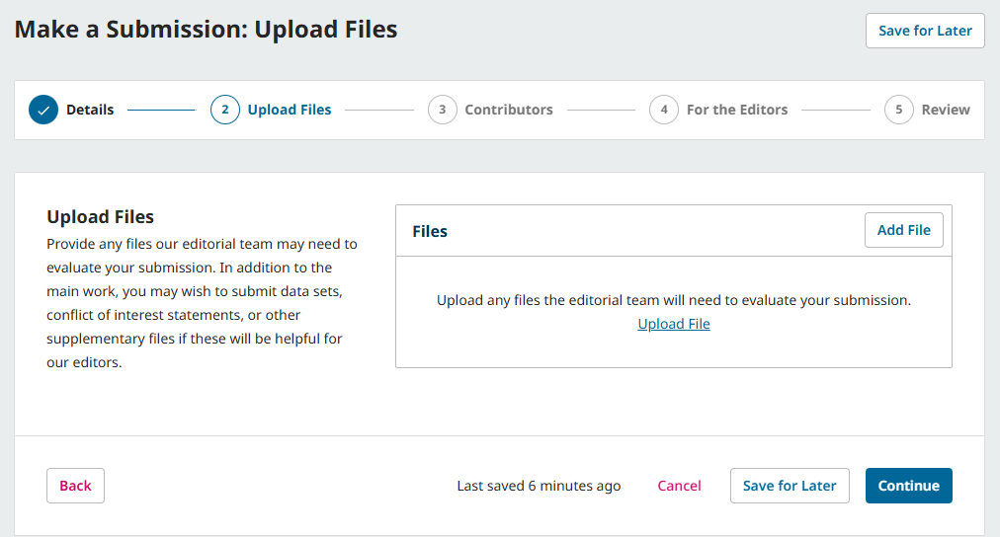 Make a Submission: Upload Files
Save for Later
Details
2 Upload Files
3 Contributors
4 For the Editors
5 Review
Upload Files
Provide any files our editorial team may need to
evaluate your submission. In addition to the
main work, you may wish to submit data sets,
conflict of interest statements, or other
supplementary files if these will be helpful for
our editors.
Files
Add File
Upload any files the editorial team will need to evaluate your submission.
Upload File
Back
Last saved 6 minutes ago
Cancel
Save for Later
Continue